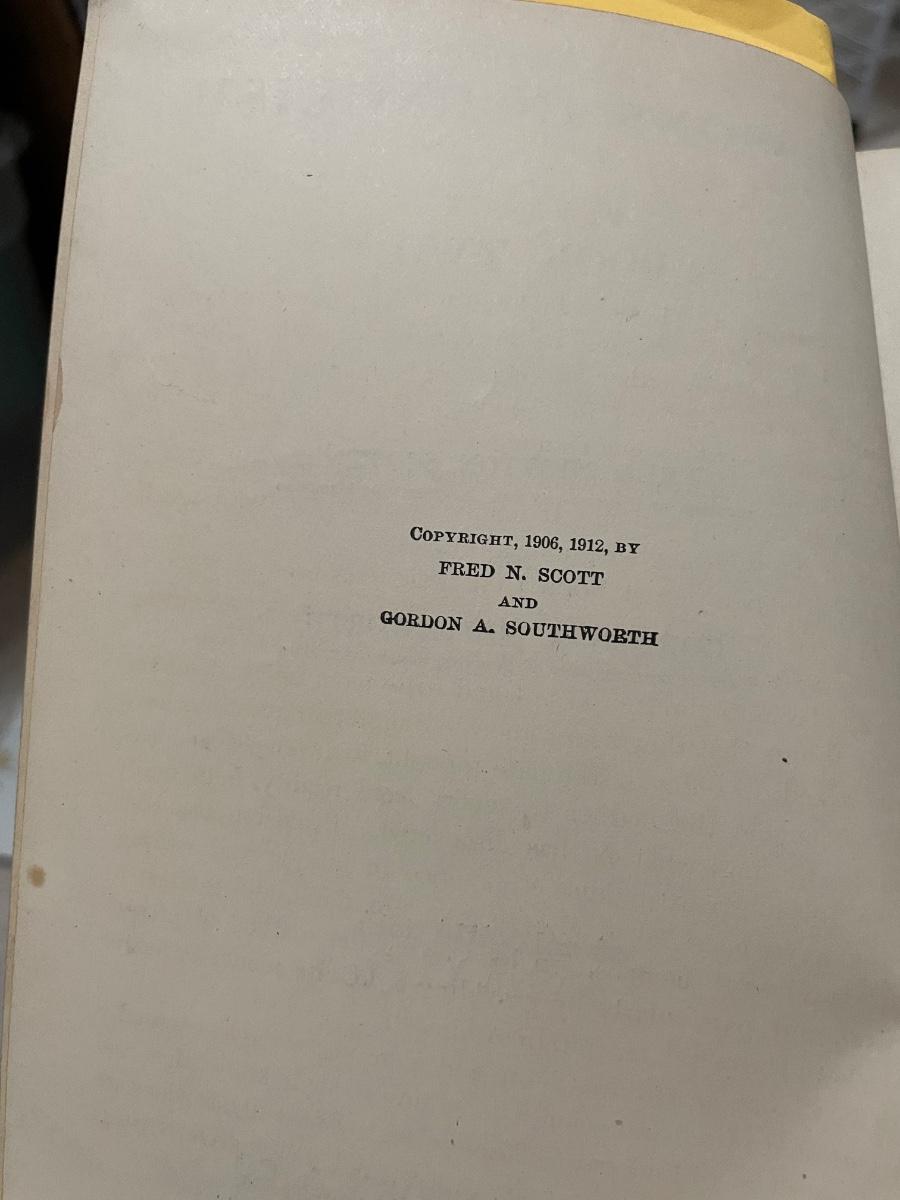 COPYRIGHT, 1906, 1912, BY
FRED N. SCOTT
AND
GORDON A. SOUTHWORTH